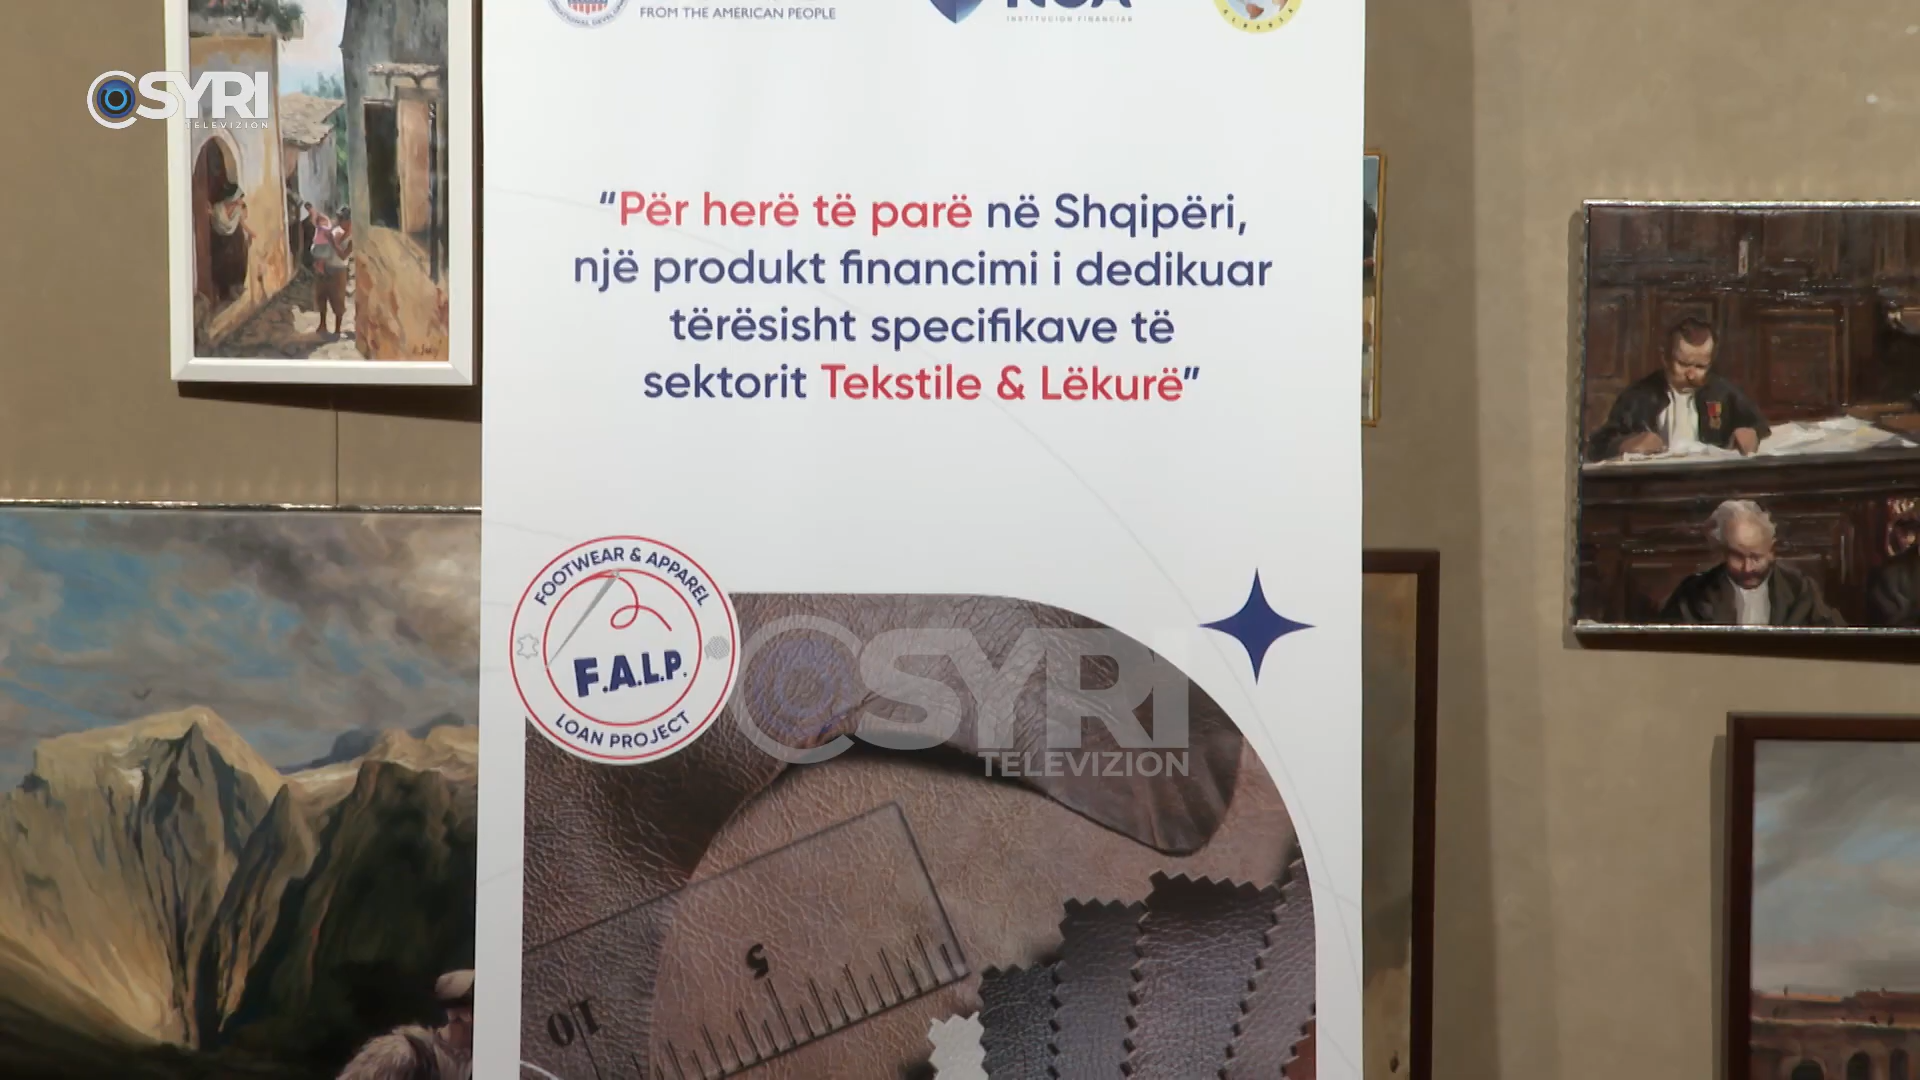 FROM THE AMERICAN PEOPLE
INSTITUCION FINANCIAR
SYRI
TELEVIZION
“Për herë të parë në Shqipëri,
një produkt financimi i dedikuar
tërësisht specifikave të
sektorit Tekstile & Lëkurë”
FOOTWEAR & APPAREL
F.A.L.P.
LOAN PROJECT
SYRI
TELEVIZION
5
10